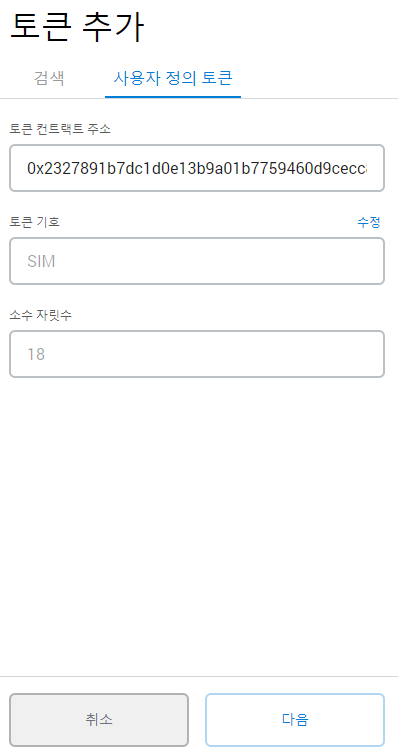 토큰 추가
검색 사용자 정의 토큰
토큰 컨트랙트 주소
0x2327891b7dc1d0e13b9a01b7759460d9cecc
토큰 기호 수정
SIM
소수 자릿수
18
취소 다음